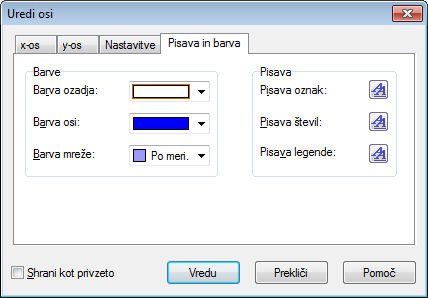 Uredi osi
x-os y-os Nastavitve Pisava in barva
Barve Pisava
Barva ozadja: Pisava oznak:
Barva osi: Pisava števil:
Barva mreže: Po meri. Pisava legende:
Shrani kot privzeto Vredu Prekliči Pomoč